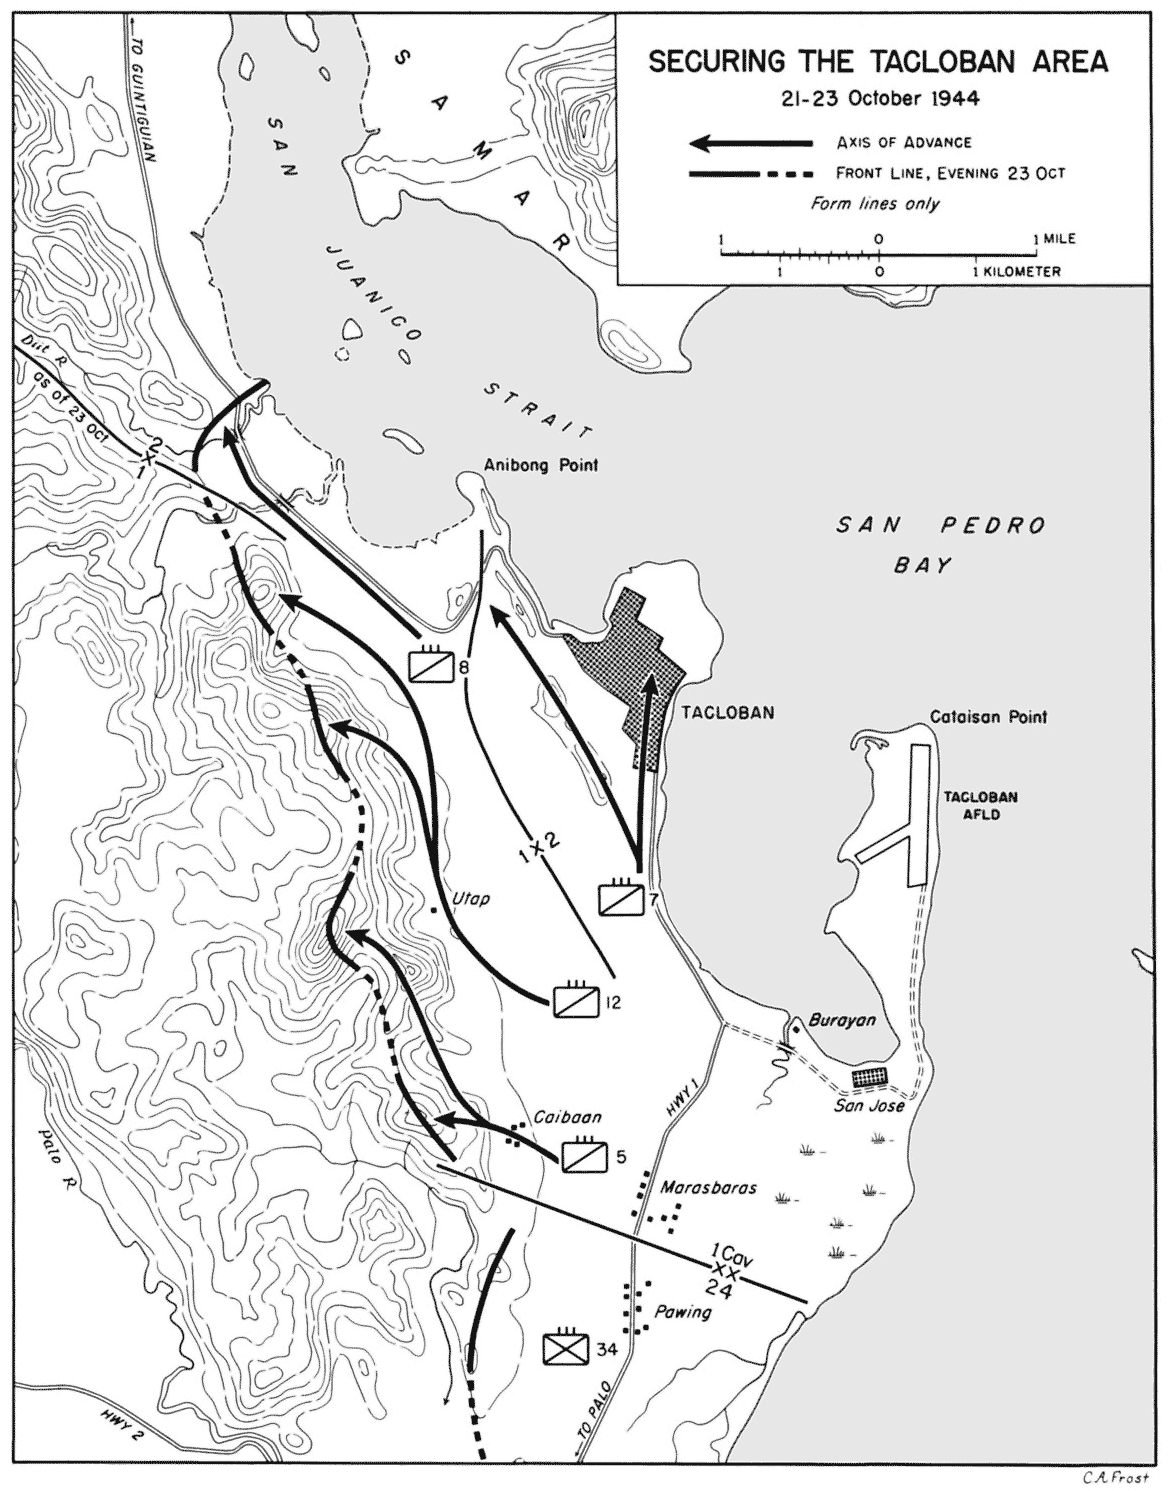 SECURING THE TACLOBAN AREA
21-23 October 1944
AXIS OF ADVANCE
FRONT LINE, EVENING 23 OCT
Form lines only
1 0 1 MILE
1 0 1 KILOMETER
TO GUINTIGUIAN
SAMAR
SAN JUANICO STRAIT
Diit R
as of 23 Oct
2
X
1
Anibong Point
SAN PEDRO
BAY
8
TACLOBAN
Cataisan Point
TACLOBAN
AFLD
1 X 2
Utap
7
12
Burayan
San Jose
HWY 1
Caibaan
5
Palo R
Marasbaras
1 Cav
XX
24
Pawing
34
TO PALO
HWY 2
C.A. Frost